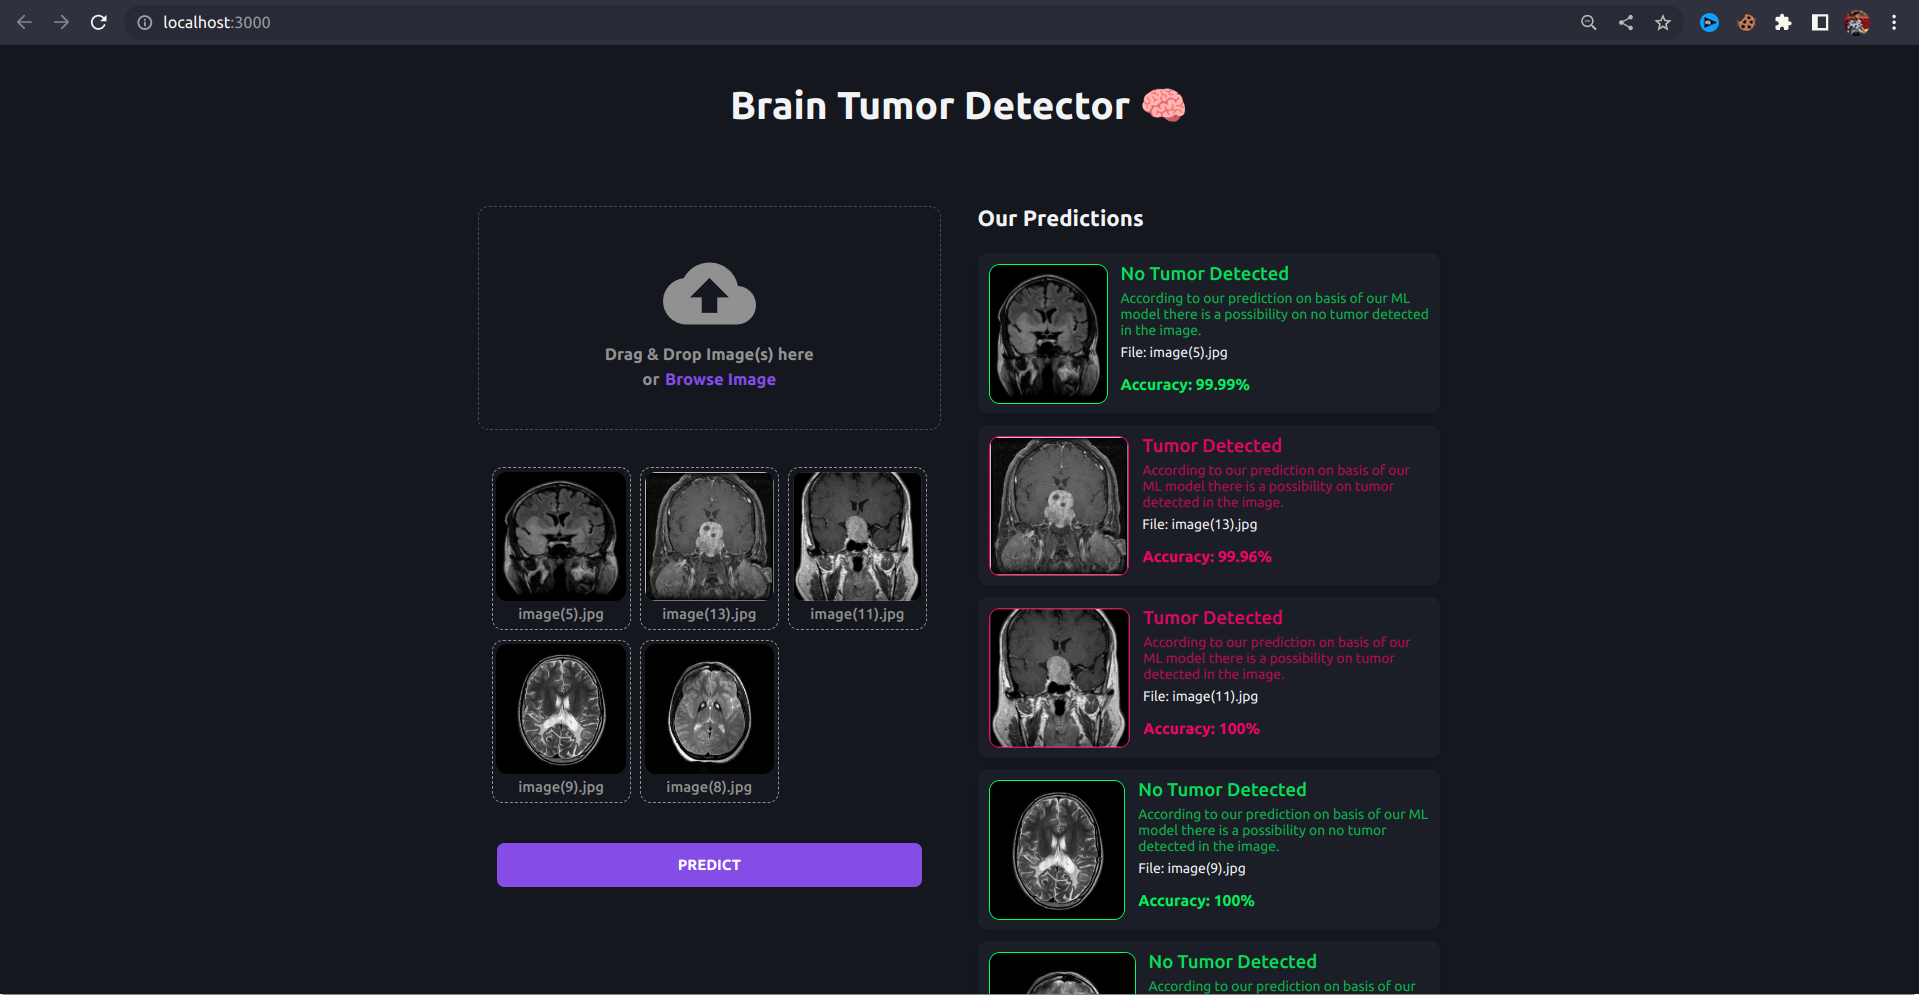 localhost:3000
Brain Tumor Detector
Drag & Drop Image(s) here
or Browse Image
image(5).jpg
image(13).jpg
image(11).jpg
image(9).jpg
image(8).jpg
PREDICT
Our Predictions
No Tumor Detected
According to our prediction on basis of our ML
model there is a possibility on no tumor detected
in the image.
File: image(5).jpg
Accuracy: 99.99%
Tumor Detected
According to our prediction on basis of our
ML model there is a possibility on tumor
detected in the image.
File: image(13).jpg
Accuracy: 99.96%
Tumor Detected
According to our prediction on basis of our
ML model there is a possibility on tumor
detected in the image.
File: image(11).jpg
Accuracy: 100%
No Tumor Detected
According to our prediction on basis of our ML
model there is a possibility on no tumor
detected in the image.
File: image(9).jpg
Accuracy: 100%
No Tumor Detected
According to our prediction on basis of our